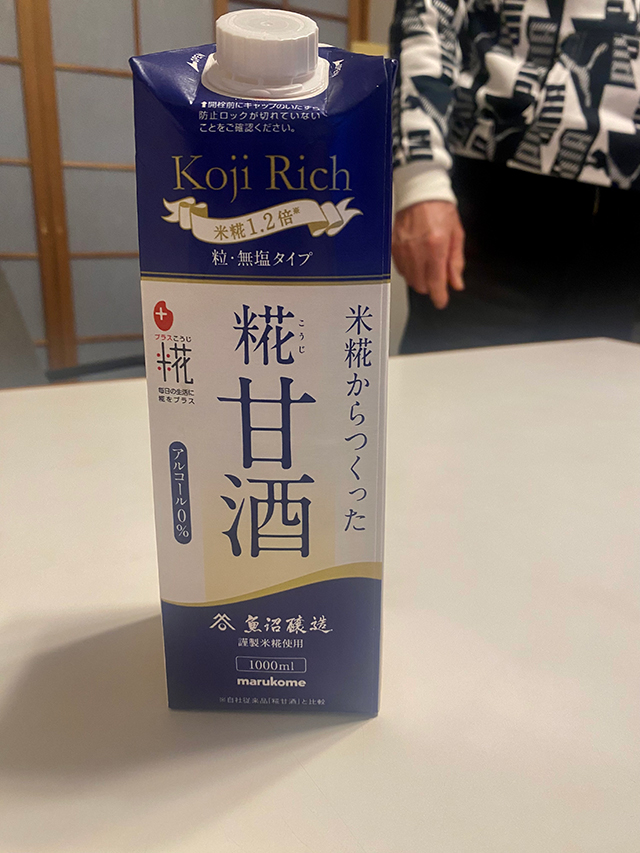 ⬆開栓前にキャップのいたずら
防止ロックが切れていない
ことをご確認ください。
Koji Rich
米糀1.2倍※
粒・無塩タイプ
米糀からつくった
糀甘酒
こうじ
プラスこうじ
糀
毎日の生活に
糀をプラス
アルコール0%
魚沼醸造
謹製米糀使用
1000ml
marukome
※自社従来品「糀甘酒」と比較